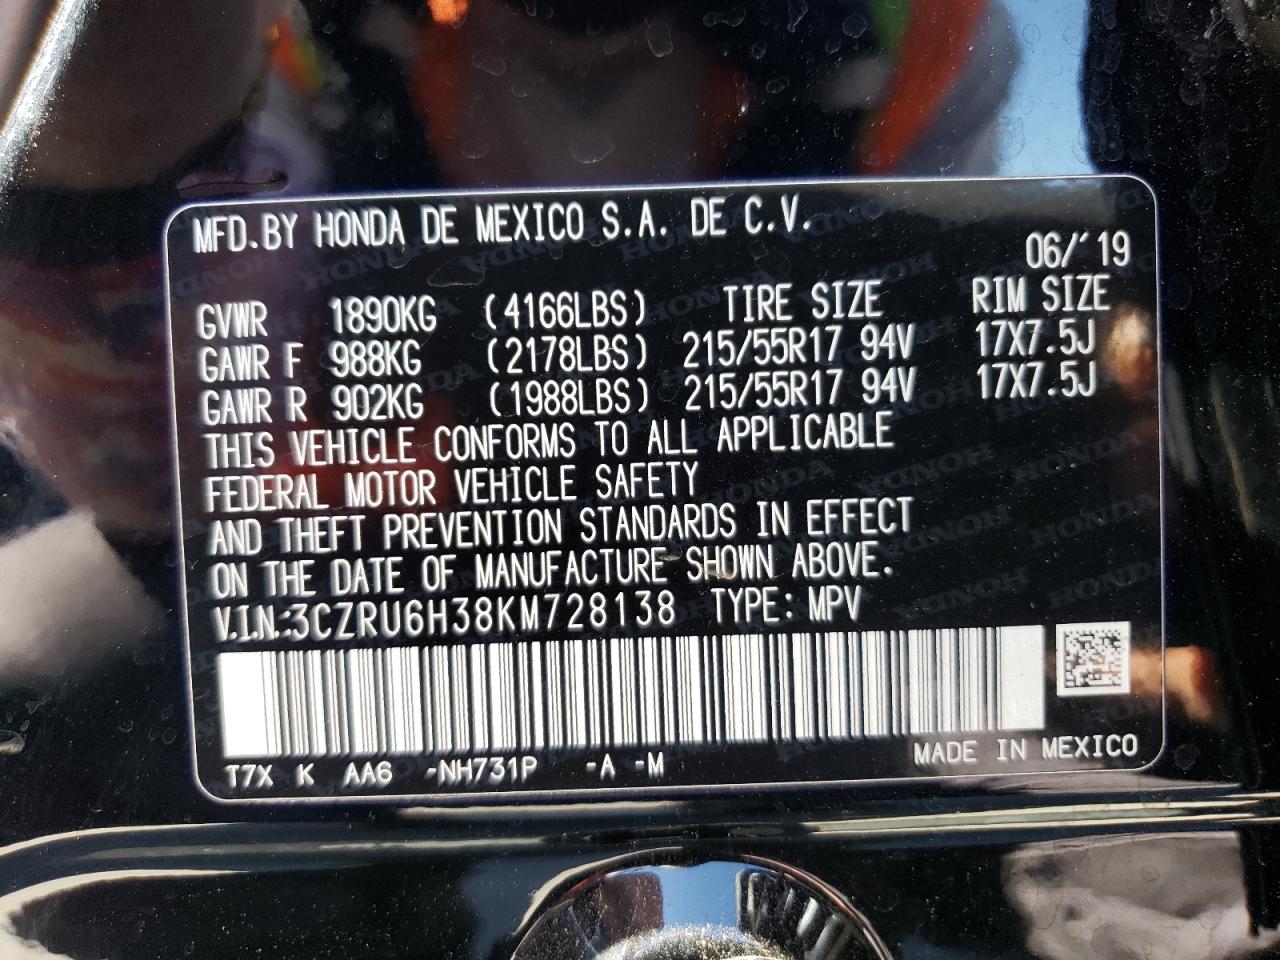 MFD.BY HONDA DE MEXICO S.A. DE C.V.
06/'19
GVWR 1890KG (4166LBS) TIRE SIZE RIM SIZE
GAWR F 988KG (2178LBS) 215/55R17 94V 17X7.5J
GAWR R 902KG (1988LBS) 215/55R17 94V 17X7.5J
THIS VEHICLE CONFORMS TO ALL APPLICABLE
FEDERAL MOTOR VEHICLE SAFETY
AND THEFT PREVENTION STANDARDS IN EFFECT
ON THE DATE OF MANUFACTURE SHOWN ABOVE.
V.I.N.:3CZRU6H38KM728138 TYPE: MPV
T7X K AA6 -NH731P -A -M MADE IN MEXICO